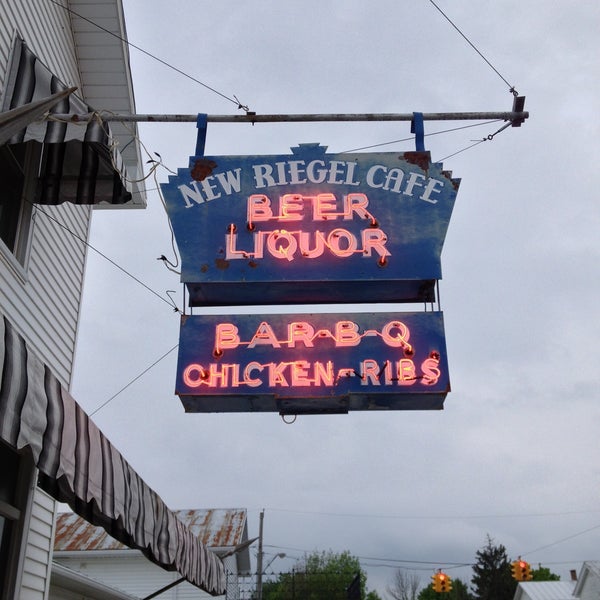 NEW RIEGEL CAFE
BEER
LIQUOR
BAR-B-Q
CHICKEN-RIBS